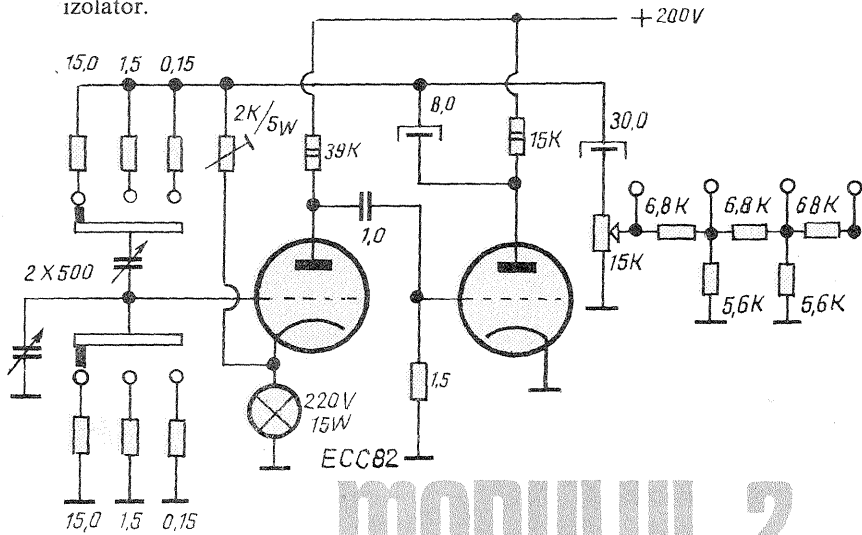 izolator.
+200V
15,0 1,5 0,15
2K/5W
8,0
30,0
39K
15K
6,8K 6,8K 68K
1,0
15K
2X500
5,6K 5,6K
1,5
220V
15W
ECC82
15,0 1,5 0,15
MODULUL 2